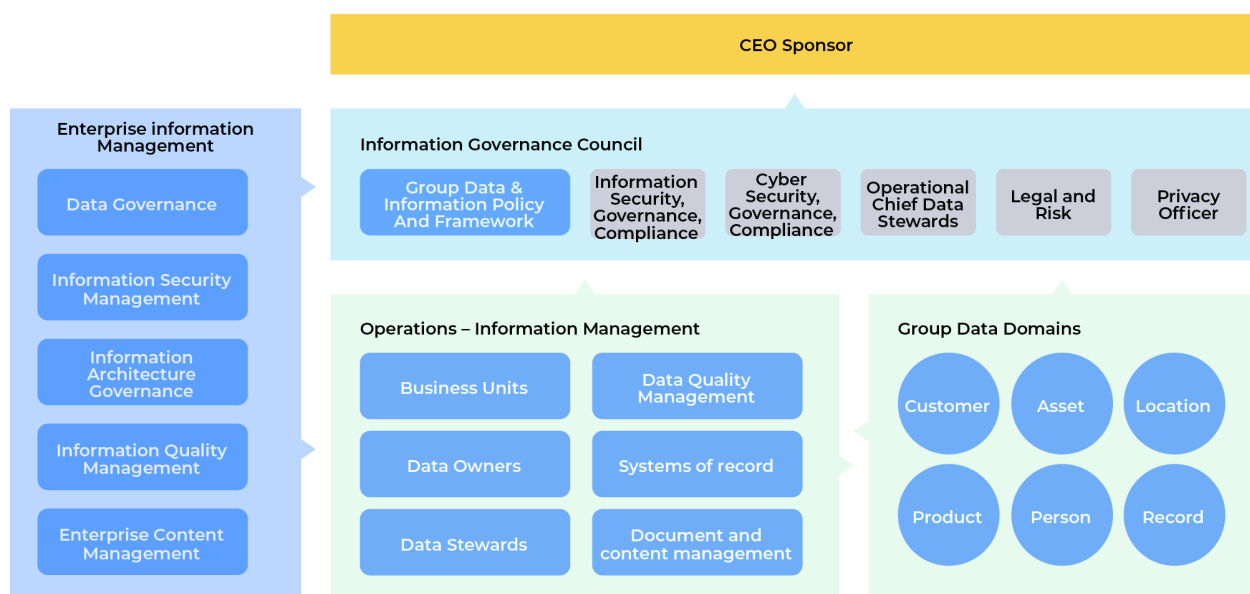 CEO Sponsor
Enterprise information
Management
Data Governance
Information Security
Management
Information
Architecture
Governance
Information Quality
Management
Enterprise Content
Management
Information Governance Council
Group Data &
Information Policy
And Framework
Information
Security,
Governance,
Compliance
Cyber
Security,
Governance,
Compliance
Operational
Chief Data
Stewards
Legal and
Risk
Privacy
Officer
Operations – Information Management
Business Units
Data Quality
Management
Data Owners
Systems of record
Data Stewards
Document and
content management
Group Data Domains
Customer
Asset
Location
Product
Person
Record